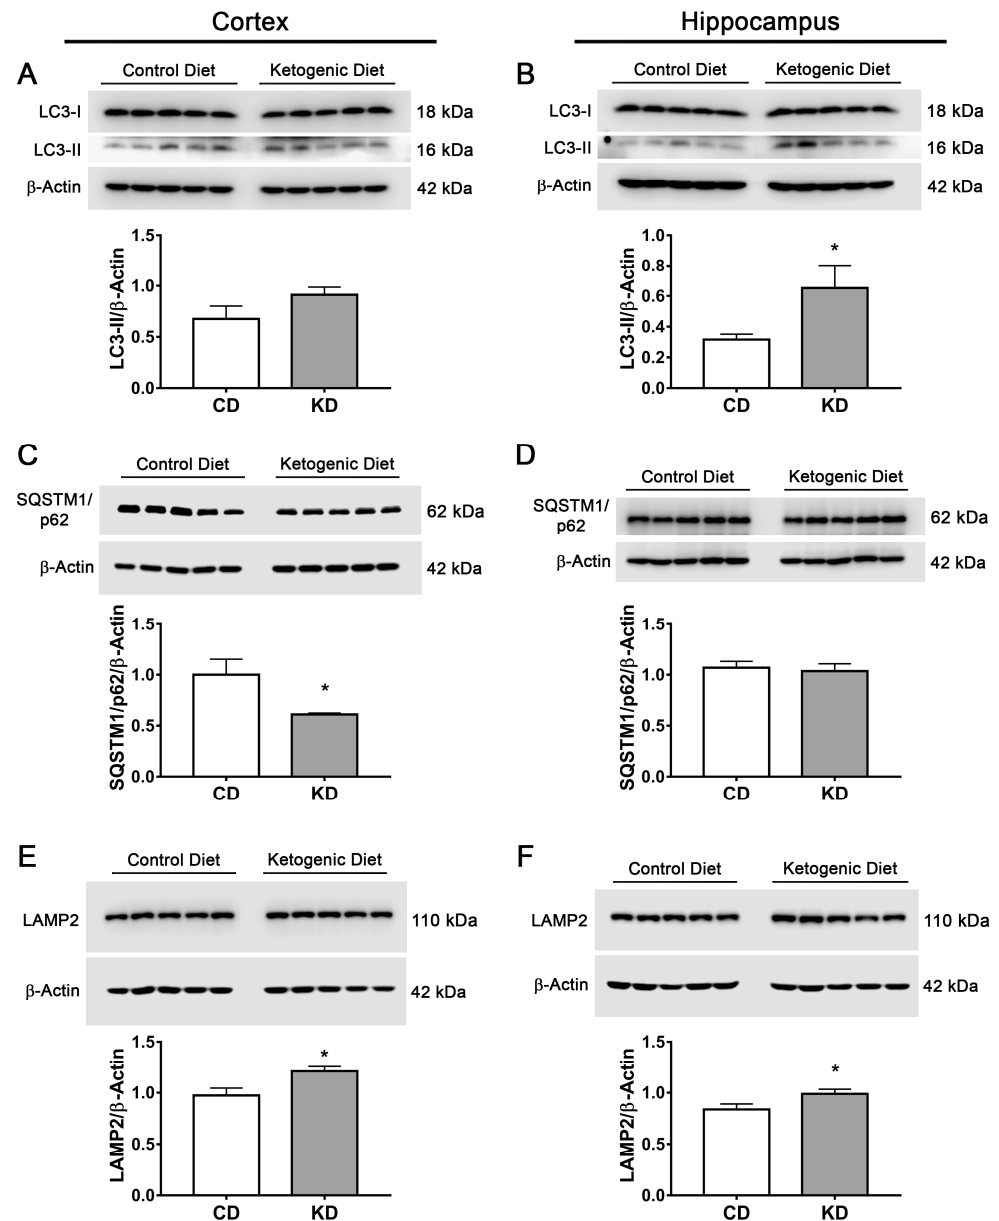 Cortex
Hippocampus
A
Control Diet
Ketogenic Diet
LC3-I
18 kDa
LC3-II
16 kDa
β-Actin
42 kDa
LC3-II/β-Actin
1.5
1.0
0.5
0.0
CD
KD
B
Control Diet
Ketogenic Diet
LC3-I
18 kDa
LC3-II
16 kDa
β-Actin
42 kDa
LC3-II/β-Actin
1.0
0.8
0.6
0.4
0.2
0.0
*
CD
KD
C
Control Diet
Ketogenic Diet
SQSTM1/
p62
62 kDa
β-Actin
42 kDa
SQSTM1/p62/β-Actin
1.5
1.0
0.5
0.0
*
CD
KD
D
Control Diet
Ketogenic Diet
SQSTM1/
p62
62 kDa
β-Actin
42 kDa
SQSTM1/p62/β-Actin
1.5
1.0
0.5
0.0
CD
KD
E
Control Diet
Ketogenic Diet
LAMP2
110 kDa
β-Actin
42 kDa
LAMP2/β-Actin
1.5
1.0
0.5
0.0
*
CD
KD
F
Control Diet
Ketogenic Diet
LAMP2
110 kDa
β-Actin
42 kDa
LAMP2/β-Actin
1.5
1.0
0.5
0.0
*
CD
KD